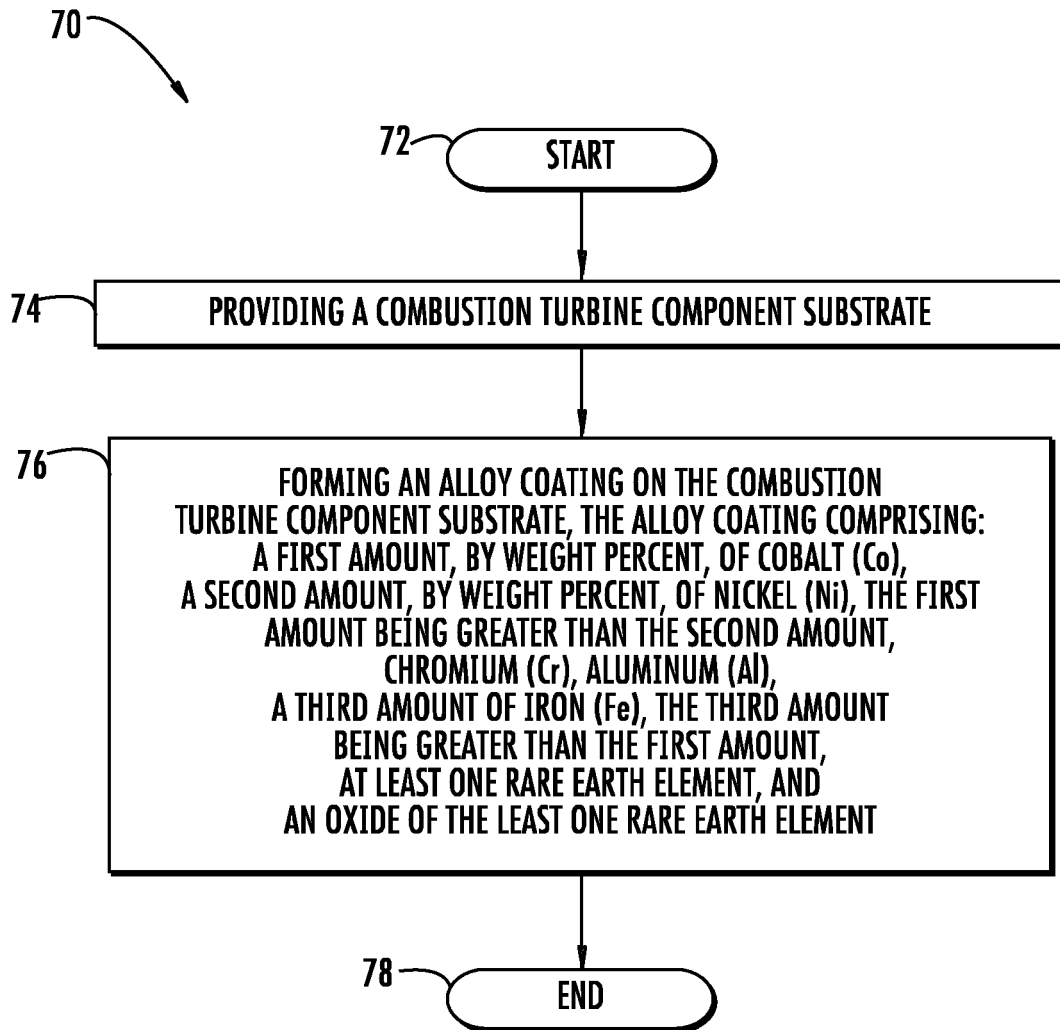 70
72
START
74
PROVIDING A COMBUSTION TURBINE COMPONENT SUBSTRATE
76
FORMING AN ALLOY COATING ON THE COMBUSTION
TURBINE COMPONENT SUBSTRATE, THE ALLOY COATING COMPRISING:
A FIRST AMOUNT, BY WEIGHT PERCENT, OF COBALT (Co),
A SECOND AMOUNT, BY WEIGHT PERCENT, OF NICKEL (Ni), THE FIRST
AMOUNT BEING GREATER THAN THE SECOND AMOUNT,
CHROMIUM (Cr), ALUMINUM (Al),
A THIRD AMOUNT OF IRON (Fe), THE THIRD AMOUNT
BEING GREATER THAN THE FIRST AMOUNT,
AT LEAST ONE RARE EARTH ELEMENT, AND
AN OXIDE OF THE LEAST ONE RARE EARTH ELEMENT
78
END